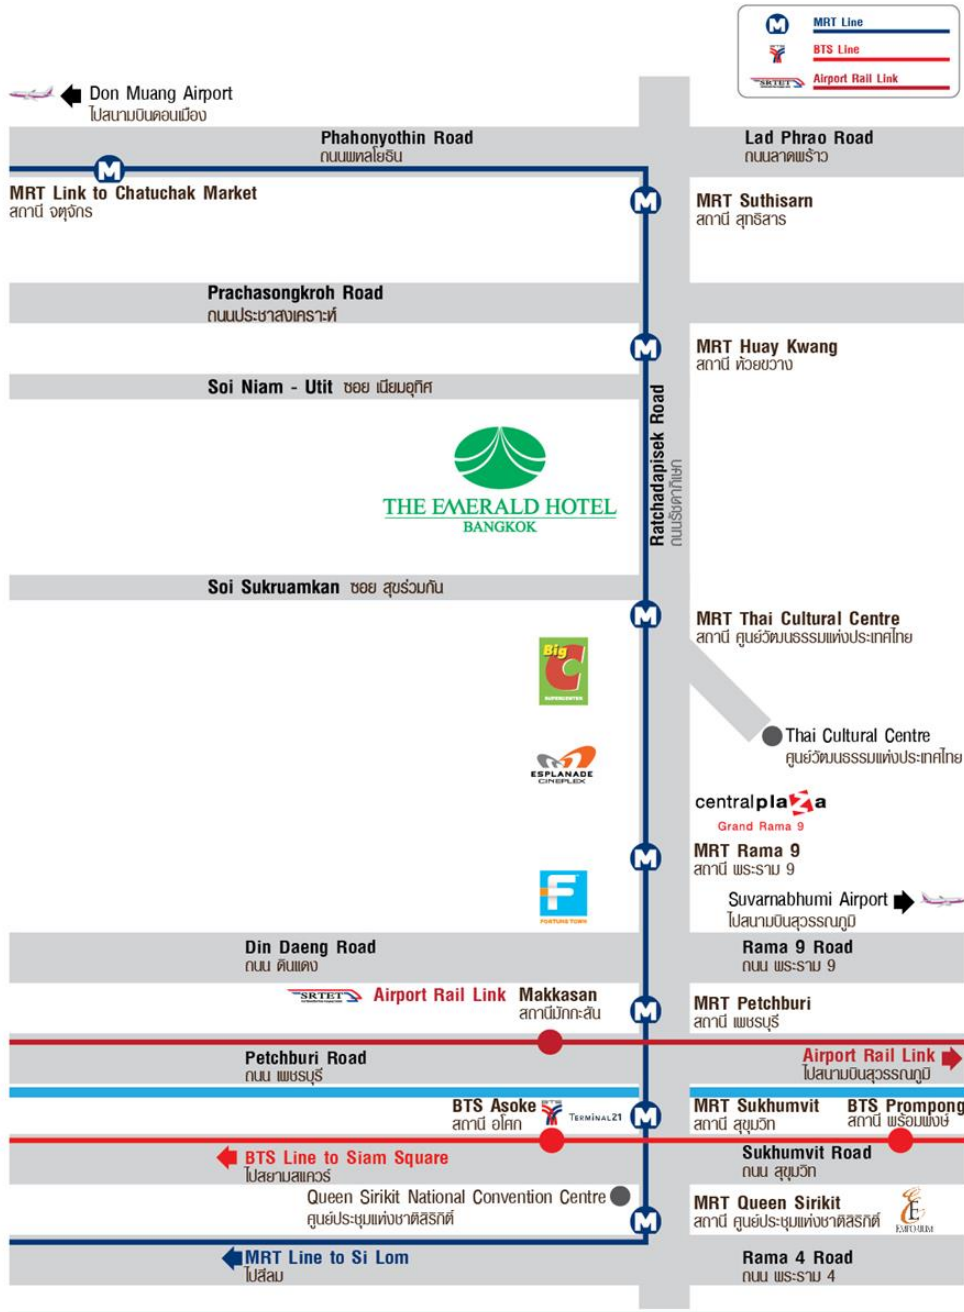 MRT Line
BTS Line
SRTET Airport Rail Link
Don Muang Airport
ไปสนามบินดอนเมือง
Phahonyothin Road
ถนนพหลโยธิน
Lad Phrao Road
ถนนลาดพร้าว
M
MRT Link to Chatuchak Market
สถานี จตุจักร
M
MRT Suthisarn
สถานี สุทธิสาร
Prachasongkroh Road
ถนนประชาสงเคราะห์
M
MRT Huay Kwang
สถานี ห้วยขวาง
Soi Niam - Utit ซอย เนียมอุทิศ
Ratchadapisek Road
ถนนรัชดาภิเษก
THE EMERALD HOTEL
BANGKOK
Soi Sukruamkan ซอย สุขร่วมกัน
M
MRT Thai Cultural Centre
สถานี ศูนย์วัฒนธรรมแห่งประเทศไทย
Big
C
SUPERCENTER
Thai Cultural Centre
ศูนย์วัฒนธรรมแห่งประเทศไทย
ESPLANADE
CINEPLEX
centralplaza
Grand Rama 9
M
MRT Rama 9
สถานี พระราม 9
F
FORTUNE TOWN
Suvarnabhumi Airport
ไปสนามบินสุวรรณภูมิ
Din Daeng Road
ถนน ดินแดง
Rama 9 Road
ถนน พระราม 9
SRTET Airport Rail Link Makkasan
สถานีมักกะสัน
M
MRT Petchburi
สถานี เพชรบุรี
Petchburi Road
ถนน เพชรบุรี
Airport Rail Link
ไปสนามบินสุวรรณภูมิ
BTS Asoke
สถานี อโศก
TERMINAL21
M
MRT Sukhumvit
สถานี สุขุมวิท
BTS Prompong
สถานี พร้อมพงษ์
BTS Line to Siam Square
ไปสยามสแควร์
Sukhumvit Road
ถนน สุขุมวิท
Queen Sirikit National Convention Centre
ศูนย์ประชุมแห่งชาติสิริกิติ์
M
MRT Queen Sirikit
สถานี ศูนย์ประชุมแห่งชาติสิริกิติ์
E
EMPORIUM
MRT Line to Si Lom
ไปสีลม
Rama 4 Road
ถนน พระราม 4